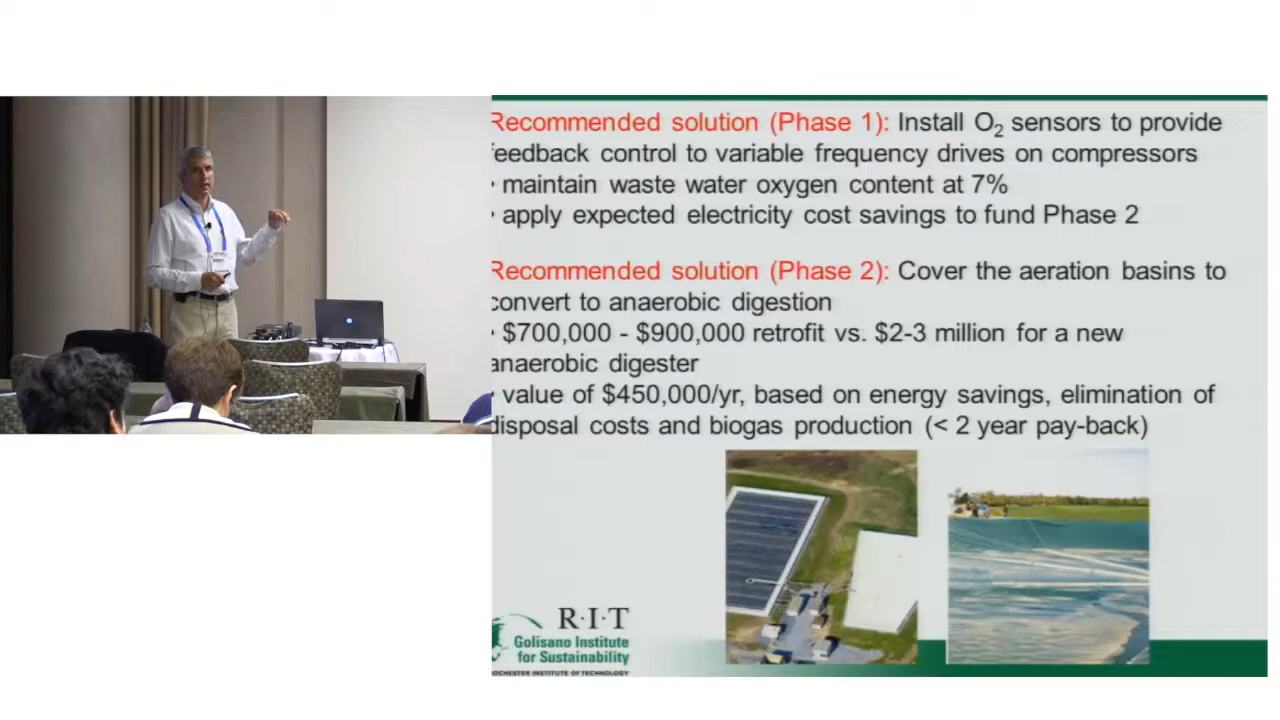 Recommended solution (Phase 1): Install O₂ sensors to provide
feedback control to variable frequency drives on compressors
• maintain waste water oxygen content at 7%
• apply expected electricity cost savings to fund Phase 2
Recommended solution (Phase 2): Cover the aeration basins to
convert to anaerobic digestion
• $700,000 - $900,000 retrofit vs. $2-3 million for a new
anaerobic digester
• value of $450,000/yr, based on energy savings, elimination of
disposal costs and biogas production (< 2 year pay-back)
R·I·T
Golisano Institute
for Sustainability
ROCHESTER INSTITUTE OF TECHNOLOGY